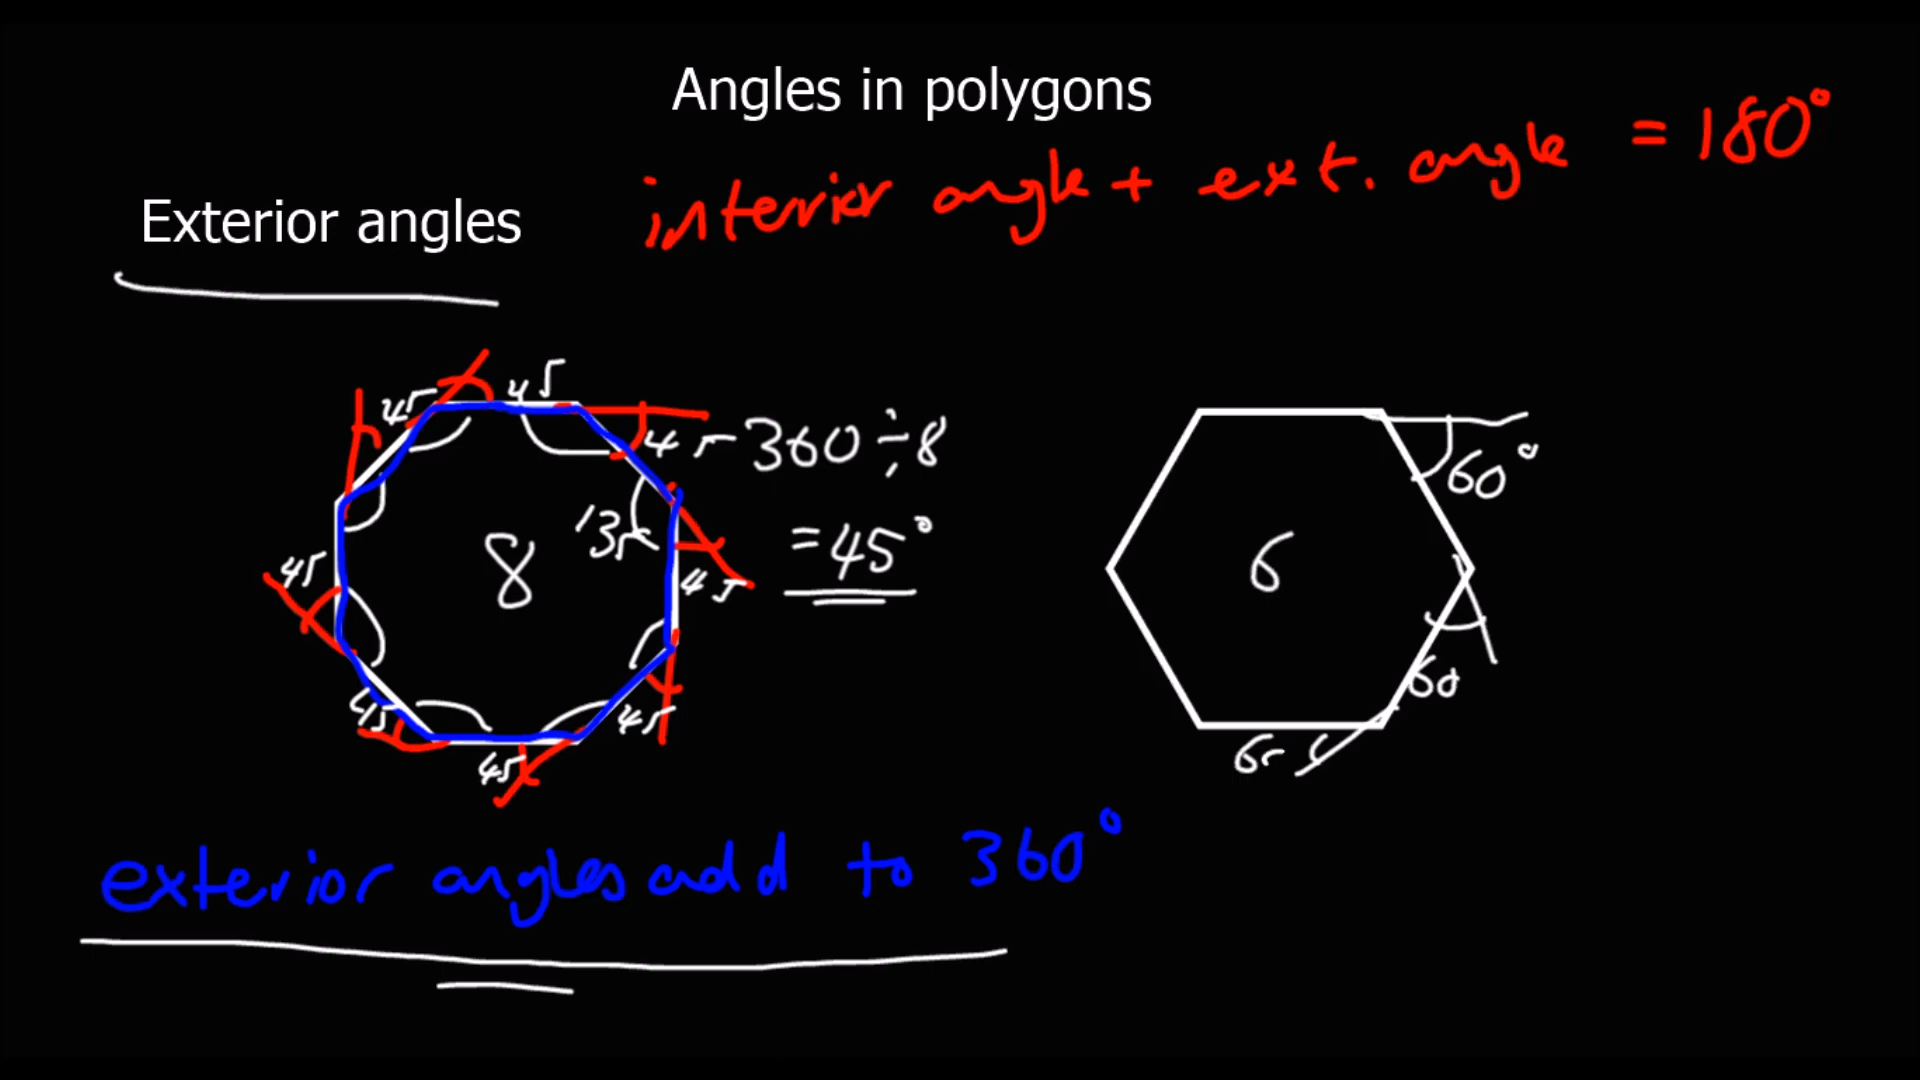 Angles in polygons
interior angle + ext. angle = 180°
Exterior angles
45
45
45
360 ÷ 8
= 45°
135
8
45
45
45
45
45
60°
6
60
exterior angles add to 360°